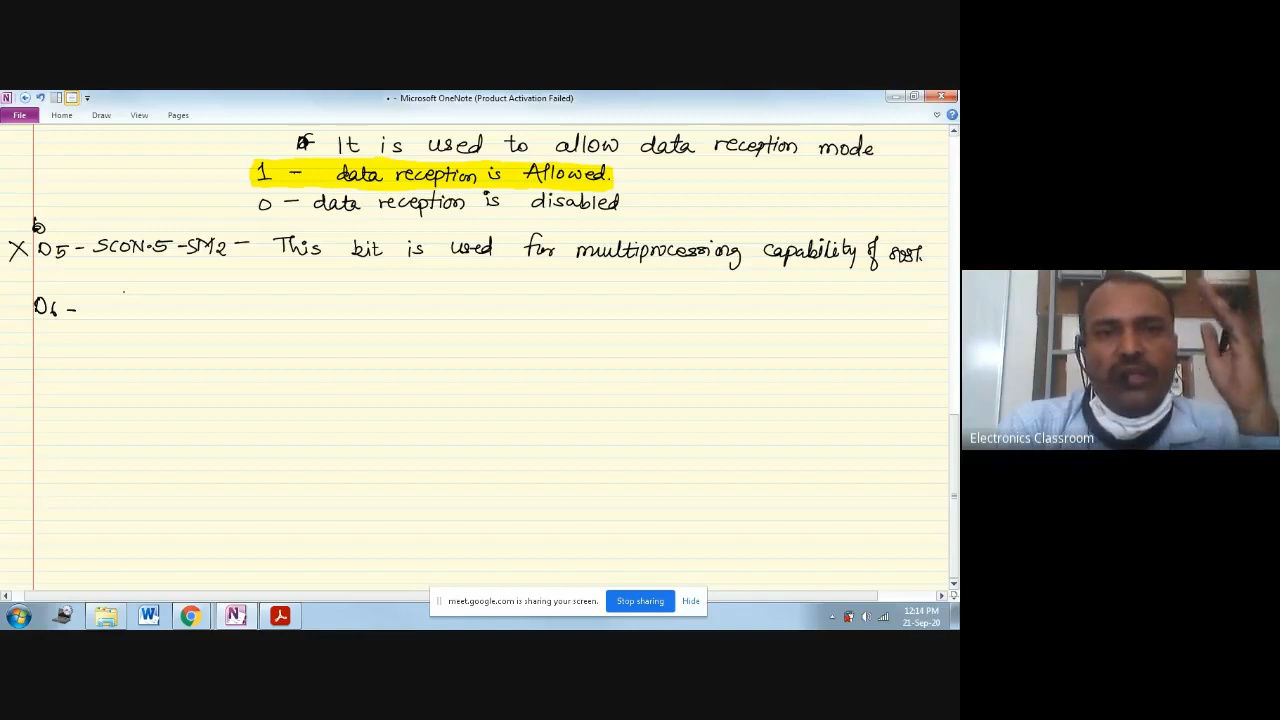 Microsoft OneNote (Product Activation Failed)
File Home Draw View Pages
It is used to allow data reception mode
1 - data reception is Allowed.
0 - data reception is disabled
X D5 - SCON.5 - SM2 - This bit is used for multiprocessing capability of 8051.
D6 -
Electronics Classroom
meet.google.com is sharing your screen. Stop sharing Hide
12:14 PM
21-Sep-20